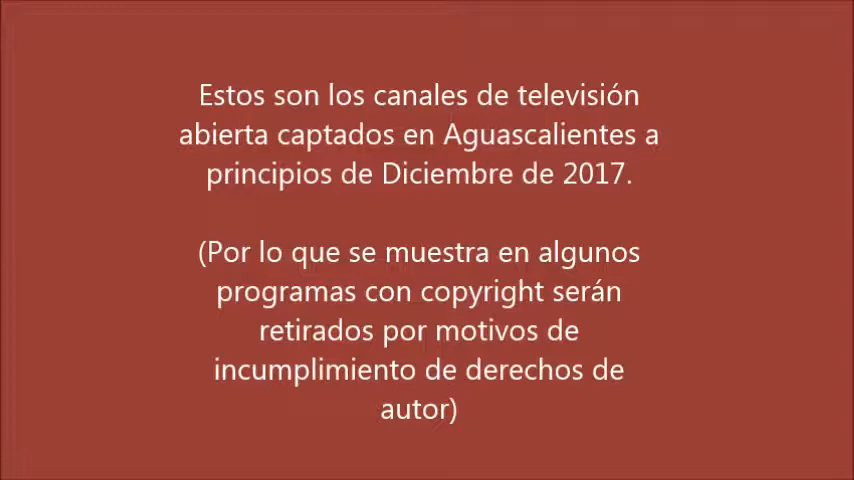 Estos son los canales de televisión
abierta captados en Aguascalientes a
principios de Diciembre de 2017.
(Por lo que se muestra en algunos
programas con copyright serán
retirados por motivos de
incumplimiento de derechos de
autor)